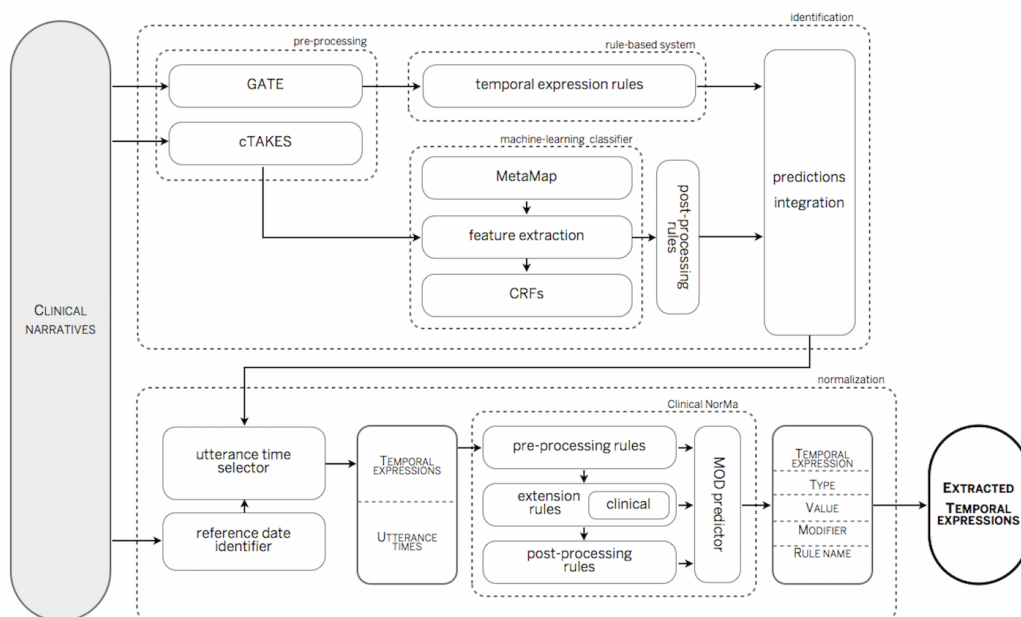 identification
pre-processing
rule-based system
GATE
temporal expression rules
cTAKES
machine-learning classifier
MetaMap
feature extraction
CRFs
post-processing
rules
predictions
integration
CLINICAL
NARRATIVES
normalization
Clinical NorMa
utterance time
selector
reference date
identifier
TEMPORAL
EXPRESSIONS
UTTERANCE
TIMES
pre-processing rules
extension
rules
clinical
post-processing
rules
MOD predictor
TEMPORAL
EXPRESSION
TYPE
VALUE
MODIFIER
RULE NAME
EXTRACTED
TEMPORAL
EXPRESSIONS